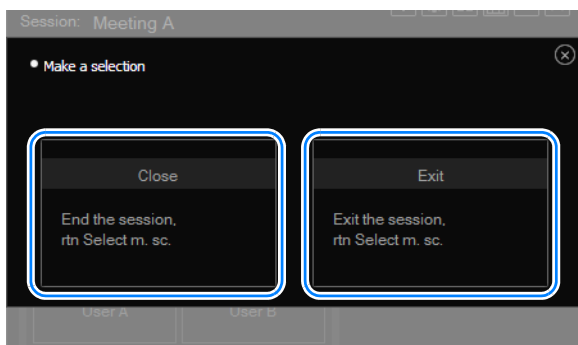 Session: Meeting A
Make a selection
Close
End the session,
rtn Select m. sc.
Exit
Exit the session,
rtn Select m. sc.
User A
User B